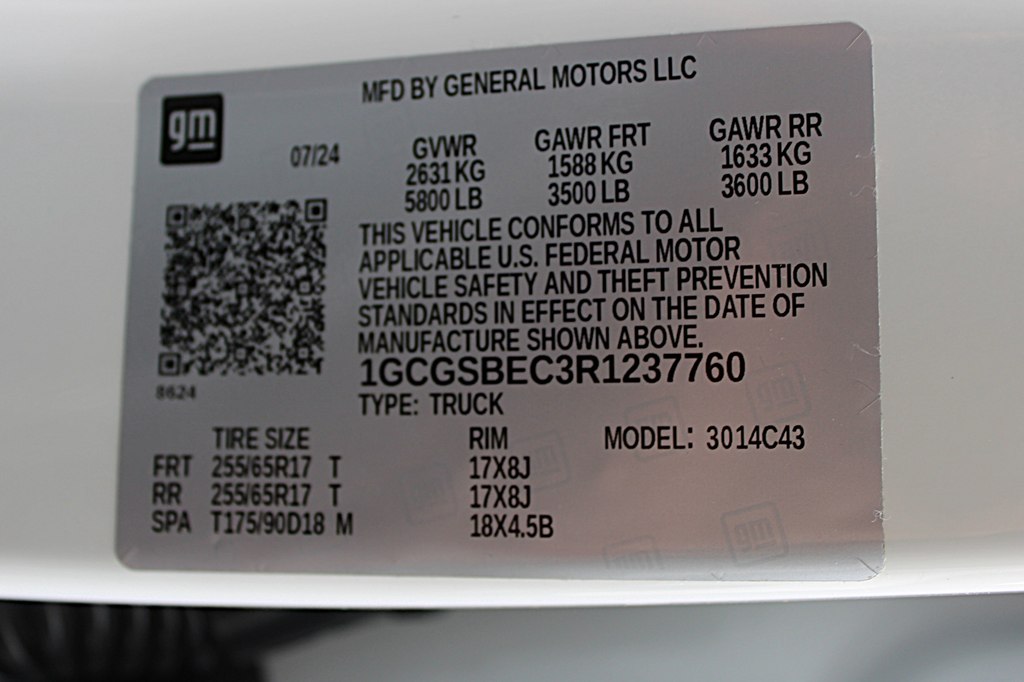 MFD BY GENERAL MOTORS LLC
gm
07/24
GVWR GAWR FRT GAWR RR
2631 KG 1588 KG 1633 KG
5800 LB 3500 LB 3600 LB
THIS VEHICLE CONFORMS TO ALL
APPLICABLE U.S. FEDERAL MOTOR
VEHICLE SAFETY AND THEFT PREVENTION
STANDARDS IN EFFECT ON THE DATE OF
MANUFACTURE SHOWN ABOVE.
1GCGSBEC3R1237760
8624
TYPE: TRUCK
TIRE SIZE RIM MODEL: 3014C43
FRT 255/65R17 T 17X8J
RR 255/65R17 T 17X8J
SPA T175/90D18 M 18X4.5B
gm